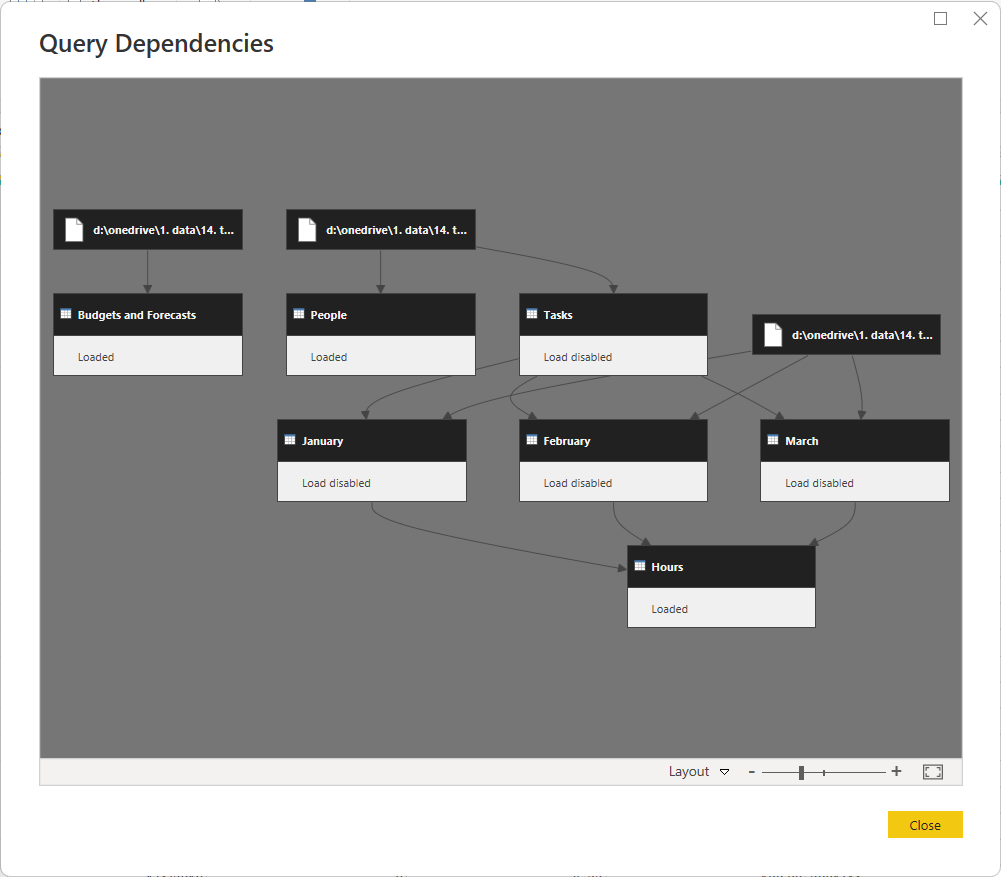 Query Dependencies
d:\onedrive\1. data\14. t...
d:\onedrive\1. data\14. t...
Budgets and Forecasts
Loaded
People
Loaded
Tasks
Load disabled
d:\onedrive\1. data\14. t...
January
Load disabled
February
Load disabled
March
Load disabled
Hours
Loaded
Layout
Close